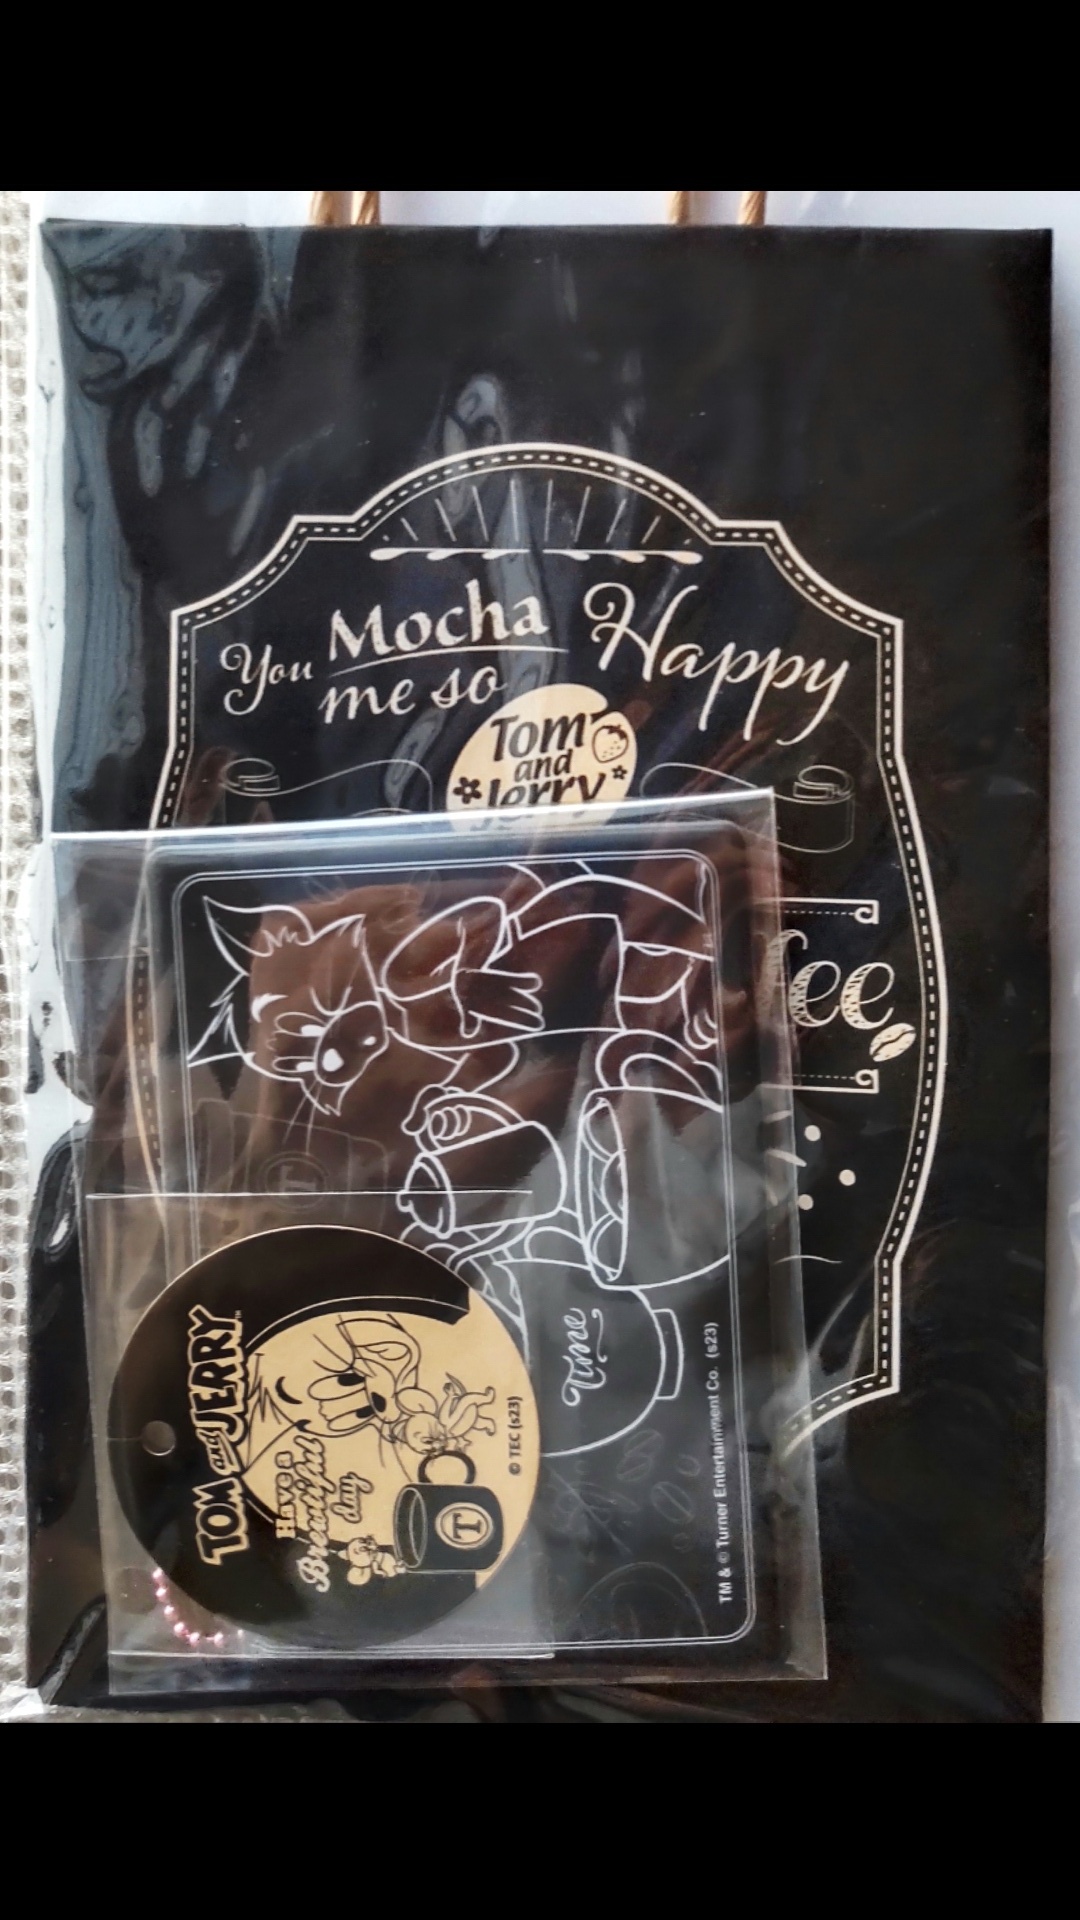 You Mocha Happy
me so
Tom
and
Jerry
ee
Time
TOM and JERRY
Have a
day
T
© TEC (s23)
TM & © Turner Entertainment Co. (s23)